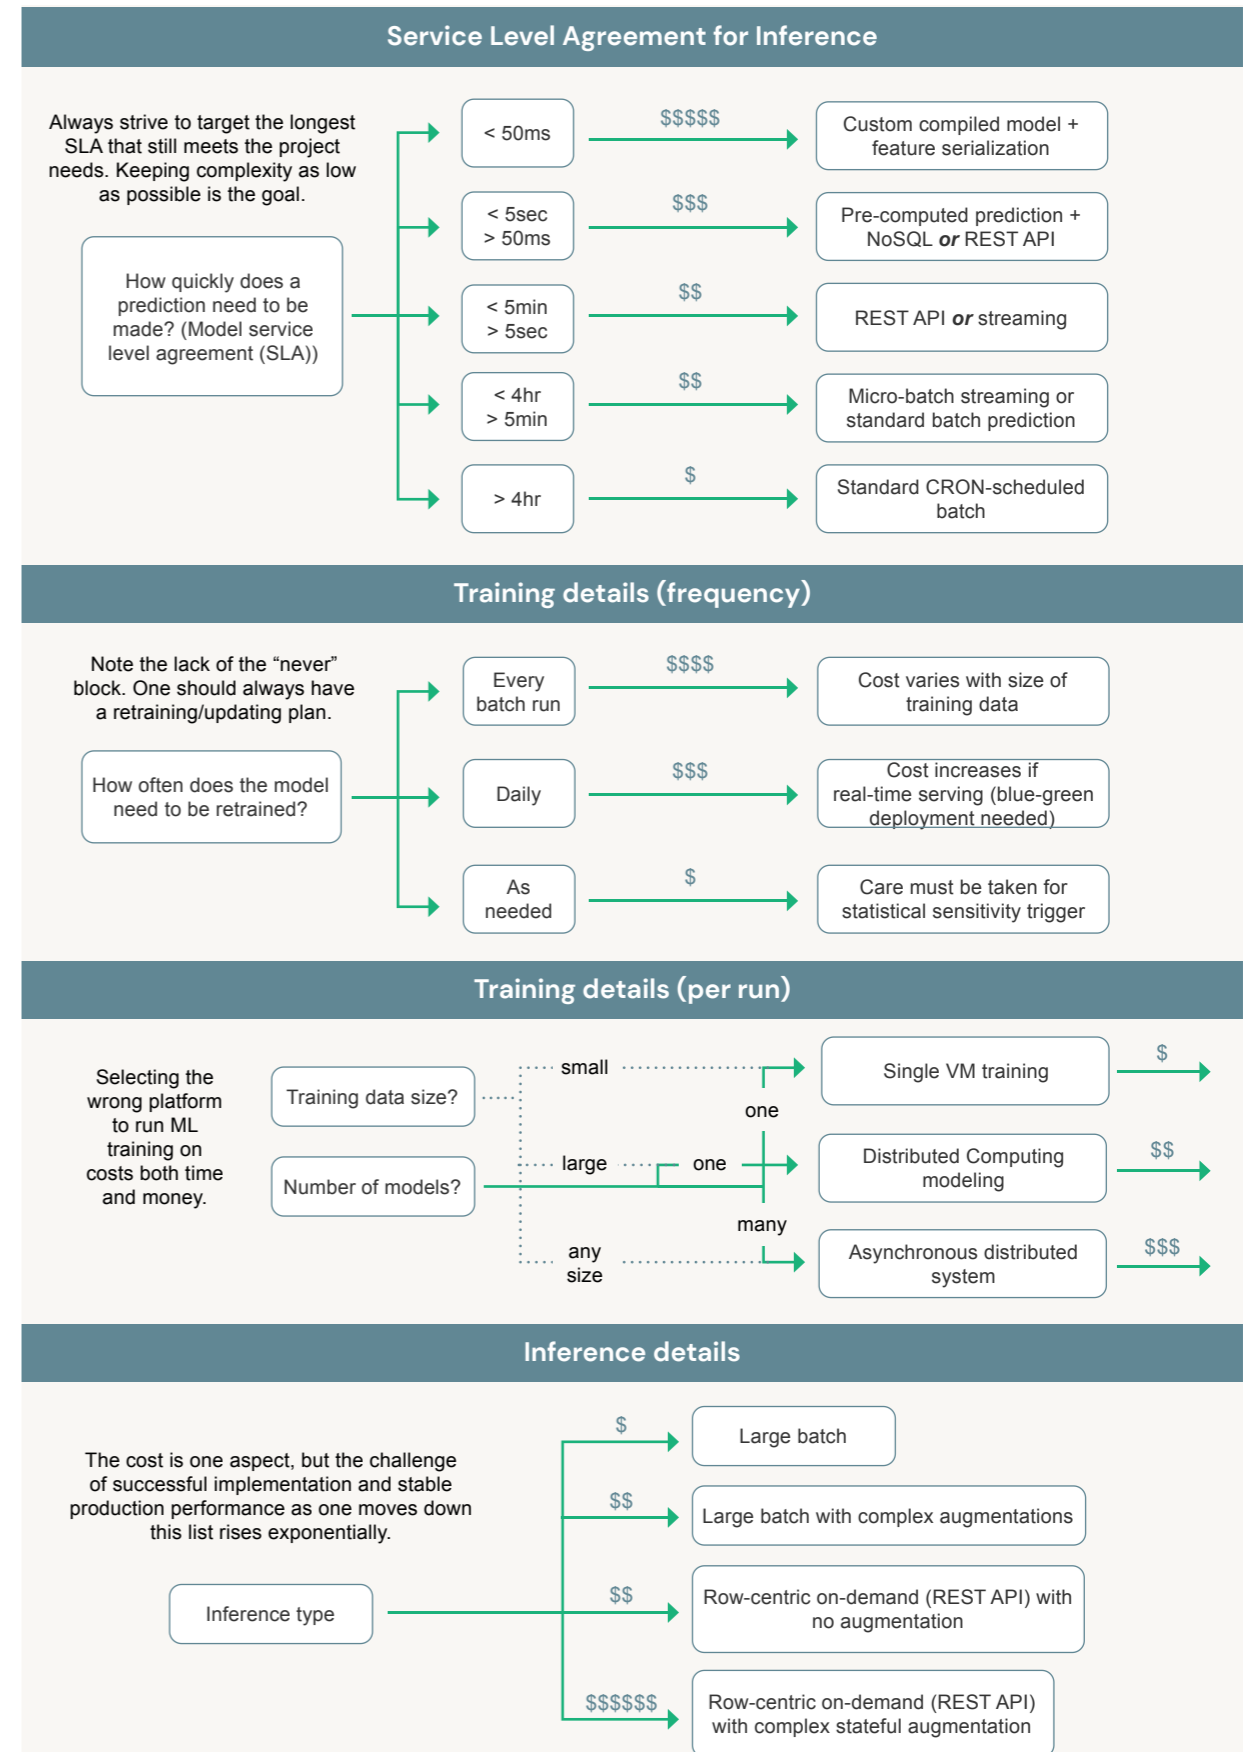 Service Level Agreement for Inference
Always strive to target the longest
SLA that still meets the project
needs. Keeping complexity as low
as possible is the goal.
How quickly does a
prediction need to be
made? (Model service
level agreement (SLA))
< 50ms
$$$$$
Custom compiled model +
feature serialization
< 5sec
> 50ms
$$$
Pre-computed prediction +
NoSQL or REST API
< 5min
> 5sec
$$
REST API or streaming
< 4hr
> 5min
$$
Micro-batch streaming or
standard batch prediction
> 4hr
$
Standard CRON-scheduled
batch
Training details (frequency)
Note the lack of the “never”
block. One should always have
a retraining/updating plan.
How often does the model
need to be retrained?
Every
batch run
$$$$
Cost varies with size of
training data
Daily
$$$
Cost increases if
real-time serving (blue-green
deployment needed)
As
needed
$
Care must be taken for
statistical sensitivity trigger
Training details (per run)
Selecting the
wrong platform
to run ML
training on
costs both time
and money.
Training data size?
Number of models?
small
one
Single VM training
$
large
one
Distributed Computing
modeling
$$
many
any
size
Asynchronous distributed
system
$$$
Inference details
The cost is one aspect, but the challenge
of successful implementation and stable
production performance as one moves down
this list rises exponentially.
Inference type
$
Large batch
$$
Large batch with complex augmentations
$$
Row-centric on-demand (REST API) with
no augmentation
$$$$$$
Row-centric on-demand (REST API)
with complex stateful augmentation